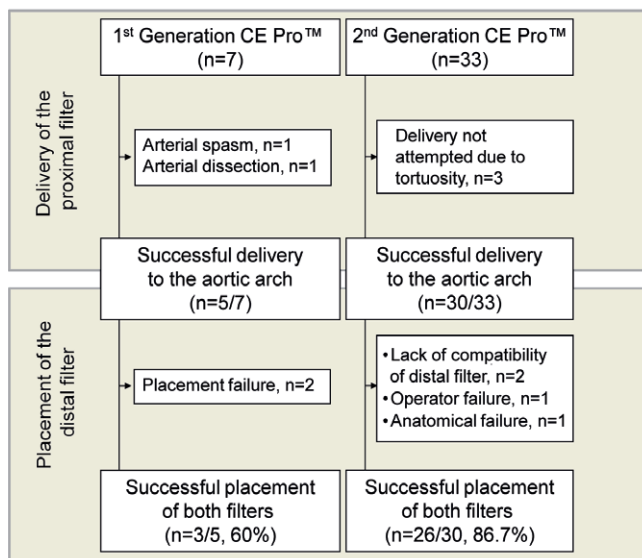 Delivery of the
proximal filter
1st Generation CE Pro™
(n=7)
2nd Generation CE Pro™
(n=33)
Arterial spasm, n=1
Arterial dissection, n=1
Delivery not
attempted due to
tortuosity, n=3
Successful delivery
to the aortic arch
(n=5/7)
Successful delivery
to the aortic arch
(n=30/33)
Placement of the
distal filter
Placement failure, n=2
•Lack of compatibility
of distal filter, n=2
•Operator failure, n=1
•Anatomical failure, n=1
Successful placement
of both filters
(n=3/5, 60%)
Successful placement
of both filters
(n=26/30, 86.7%)